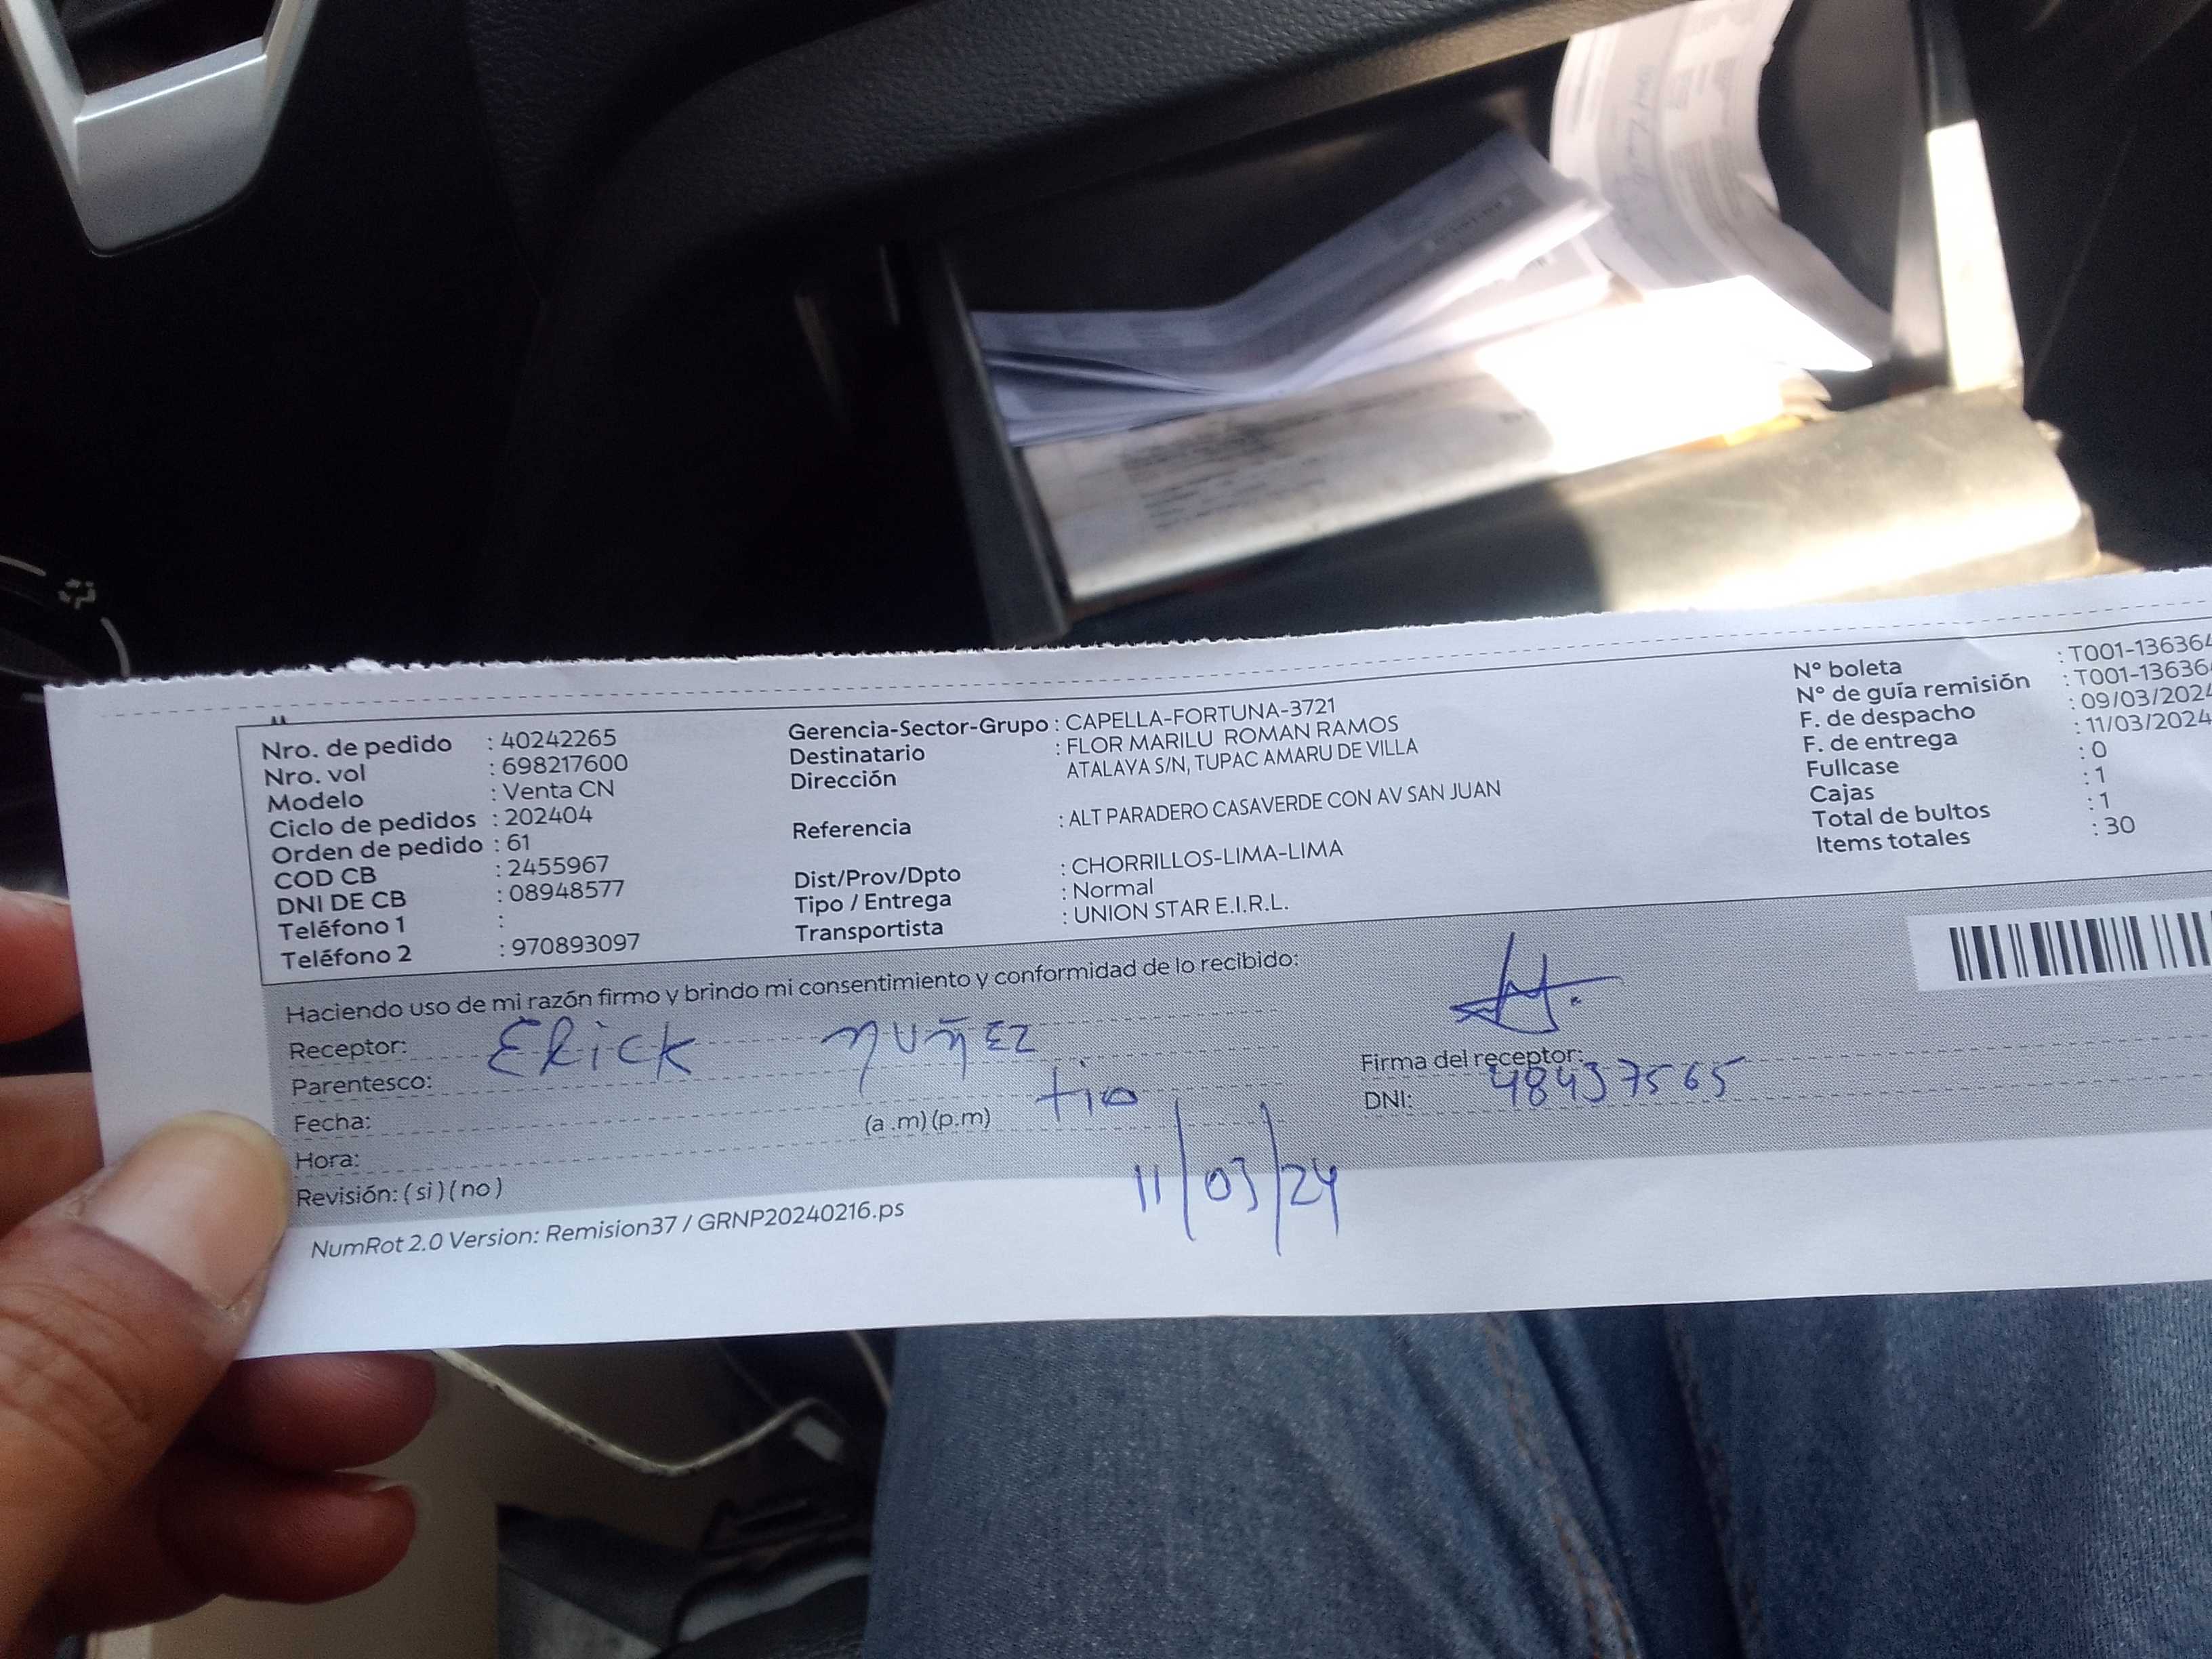 Nro. de pedido : 40242265
Nro. vol : 698217600
Modelo : Venta CN
Ciclo de pedidos : 202404
Orden de pedido : 61
COD CB : 2455967
DNI DE CB : 08948577
Teléfono 1 :
Teléfono 2 : 970893097
Gerencia-Sector-Grupo : CAPELLA-FORTUNA-3721
Destinatario : FLOR MARILU ROMAN RAMOS
Dirección ATALAYA S/N, TUPAC AMARU DE VILLA
Referencia : ALT PARADERO CASAVERDE CON AV SAN JUAN
Dist/Prov/Dpto : CHORRILLOS-LIMA-LIMA
Tipo / Entrega : Normal
Transportista : UNION STAR E.I.R.L.
N° boleta : T001-136364
N° de guía remisión : T001-13636
F. de despacho : 09/03/2024
F. de entrega : 11/03/2024
Fullcase : 0
Cajas : 1
Total de bultos : 1
Items totales : 30
Haciendo uso de mi razón firmo y brindo mi consentimiento y conformidad de lo recibido:
Receptor: Erick Nuñez
Parentesco: tio
Fecha: (a .m) (p.m) 11/03/24
Hora:
Revisión: ( si ) ( no )
Firma del receptor:
DNI: 48437565
NumRot 2.0 Version: Remision37 / GRNP20240216.ps